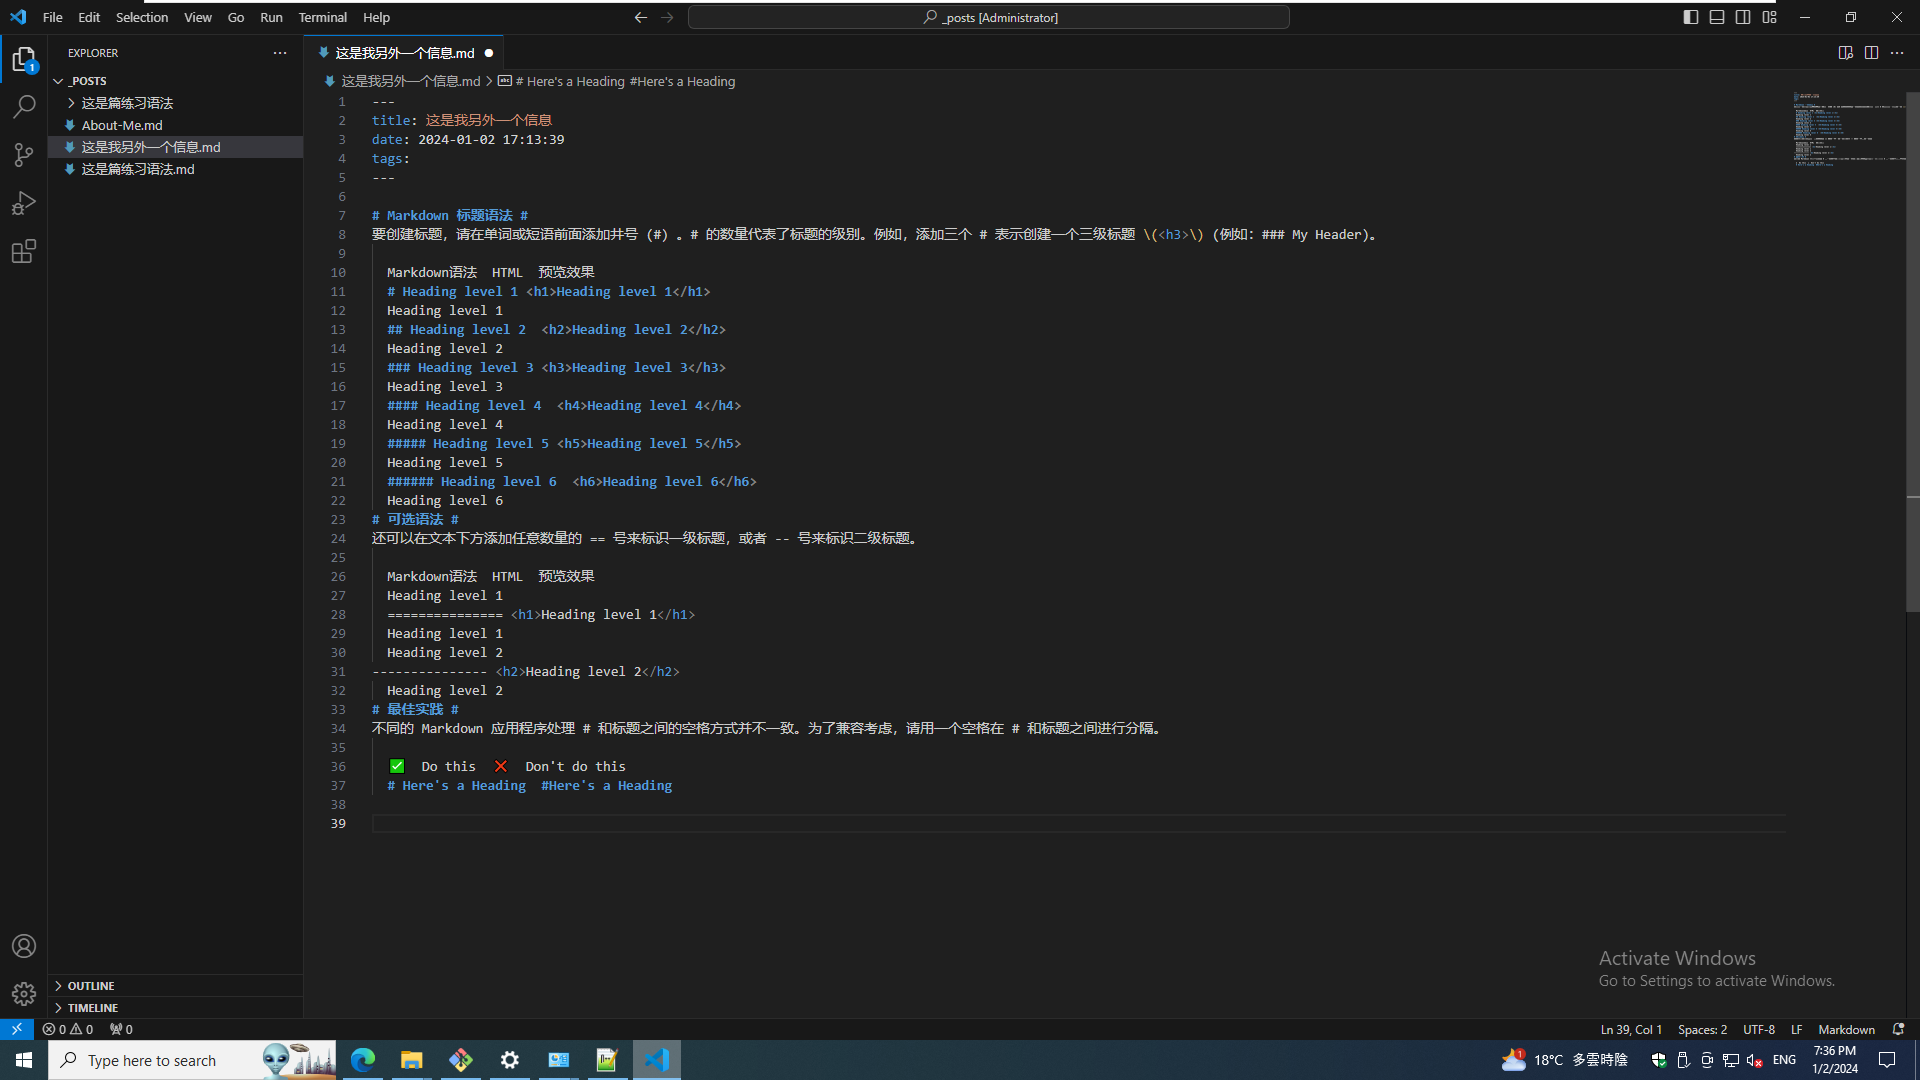 File Edit Selection View Go Run Terminal Help
_posts [Administrator]
EXPLORER
_POSTS
这是篇练习语法
About-Me.md
这是我另外一个信息.md
这是篇练习语法.md
OUTLINE
TIMELINE
这是我另外一个信息.md
这是我另外一个信息.md > # Here's a Heading #Here's a Heading
1 ---
2 title: 这是我另外一个信息
3 date: 2024-01-02 17:13:39
4 tags:
5 ---
6
7 # Markdown 标题语法 #
8 要创建标题，请在单词或短语前面添加井号 (#) 。# 的数量代表了标题的级别。例如，添加三个 # 表示创建一个三级标题 \(<h3>\) (例如：### My Header)。
9
10 Markdown语法 HTML 预览效果
11 # Heading level 1 <h1>Heading level 1</h1>
12 Heading level 1
13 ## Heading level 2 <h2>Heading level 2</h2>
14 Heading level 2
15 ### Heading level 3 <h3>Heading level 3</h3>
16 Heading level 3
17 #### Heading level 4 <h4>Heading level 4</h4>
18 Heading level 4
19 ##### Heading level 5 <h5>Heading level 5</h5>
20 Heading level 5
21 ###### Heading level 6 <h6>Heading level 6</h6>
22 Heading level 6
23 # 可选语法 #
24 还可以在文本下方添加任意数量的 == 号来标识一级标题，或者 -- 号来标识二级标题。
25
26 Markdown语法 HTML 预览效果
27 Heading level 1
28 =============== <h1>Heading level 1</h1>
29 Heading level 1
30 Heading level 2
31 --------------- <h2>Heading level 2</h2>
32 Heading level 2
33 # 最佳实践 #
34 不同的 Markdown 应用程序处理 # 和标题之间的空格方式并不一致。为了兼容考虑，请用一个空格在 # 和标题之间进行分隔。
35
36 ✅ Do this ❌ Don't do this
37 # Here's a Heading #Here's a Heading
38
39
Activate Windows
Go to Settings to activate Windows.
0 0 0
Ln 39, Col 1 Spaces: 2 UTF-8 LF Markdown
Type here to search
1 18°C 多雲時陰 ENG
7:36 PM
1/2/2024